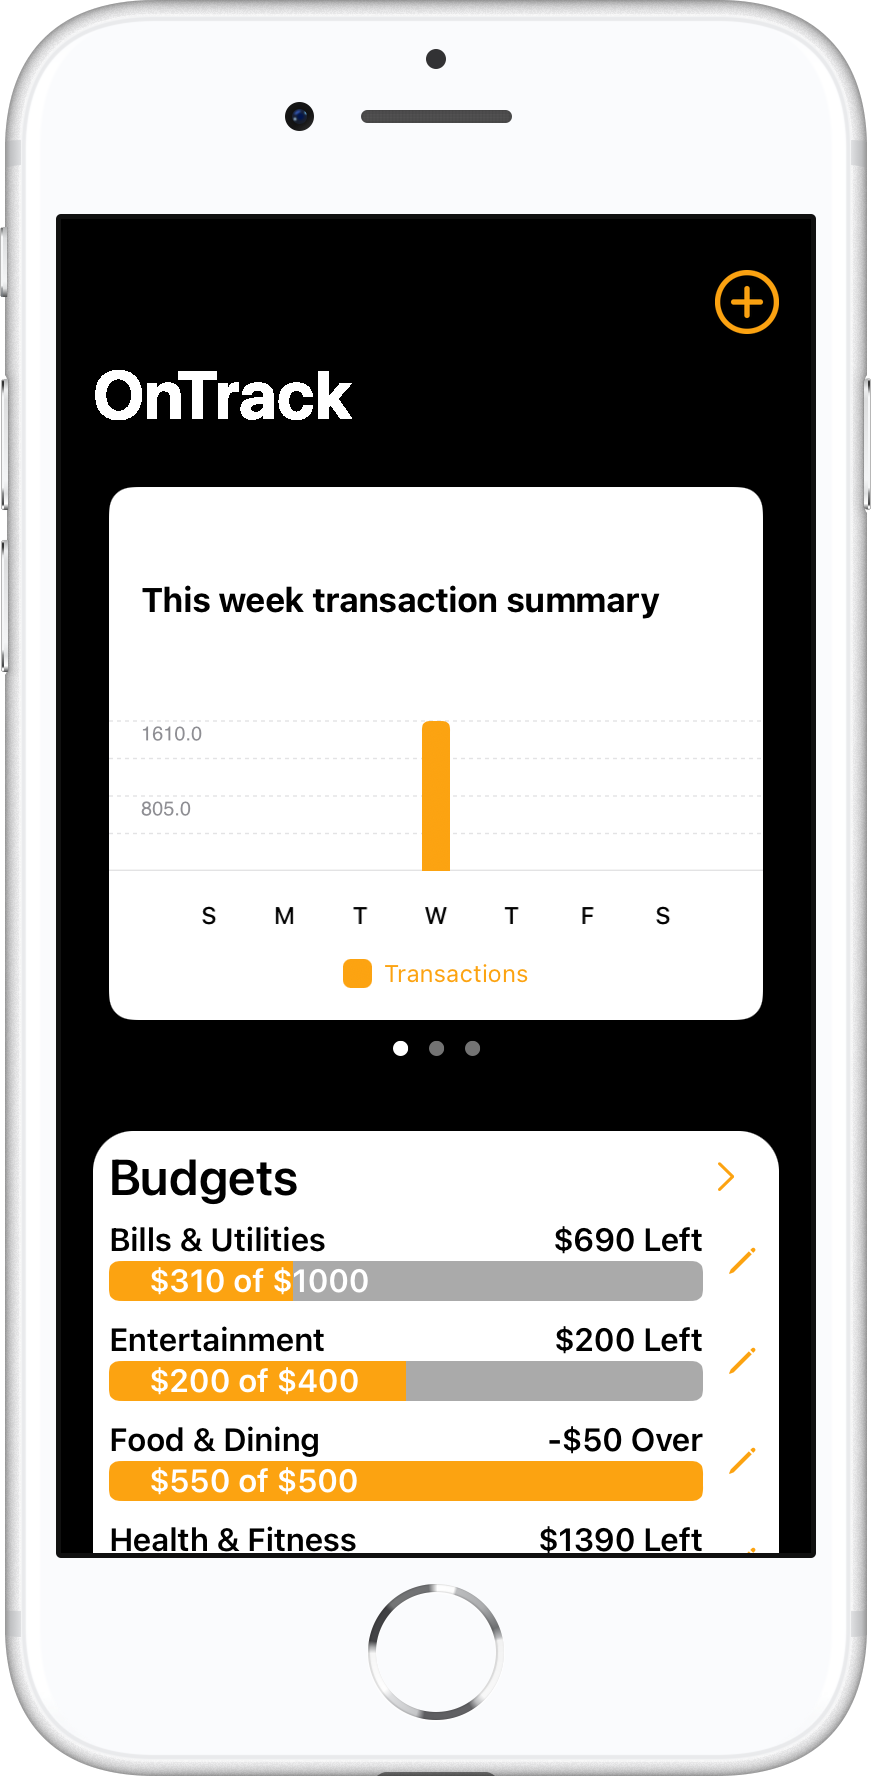 OnTrack
This week transaction summary
1610.0
805.0
S M T W T F S
Transactions
Budgets
Bills & Utilities $690 Left
$310 of $1000
Entertainment $200 Left
$200 of $400
Food & Dining -$50 Over
$550 of $500
Health & Fitness $1390 Left